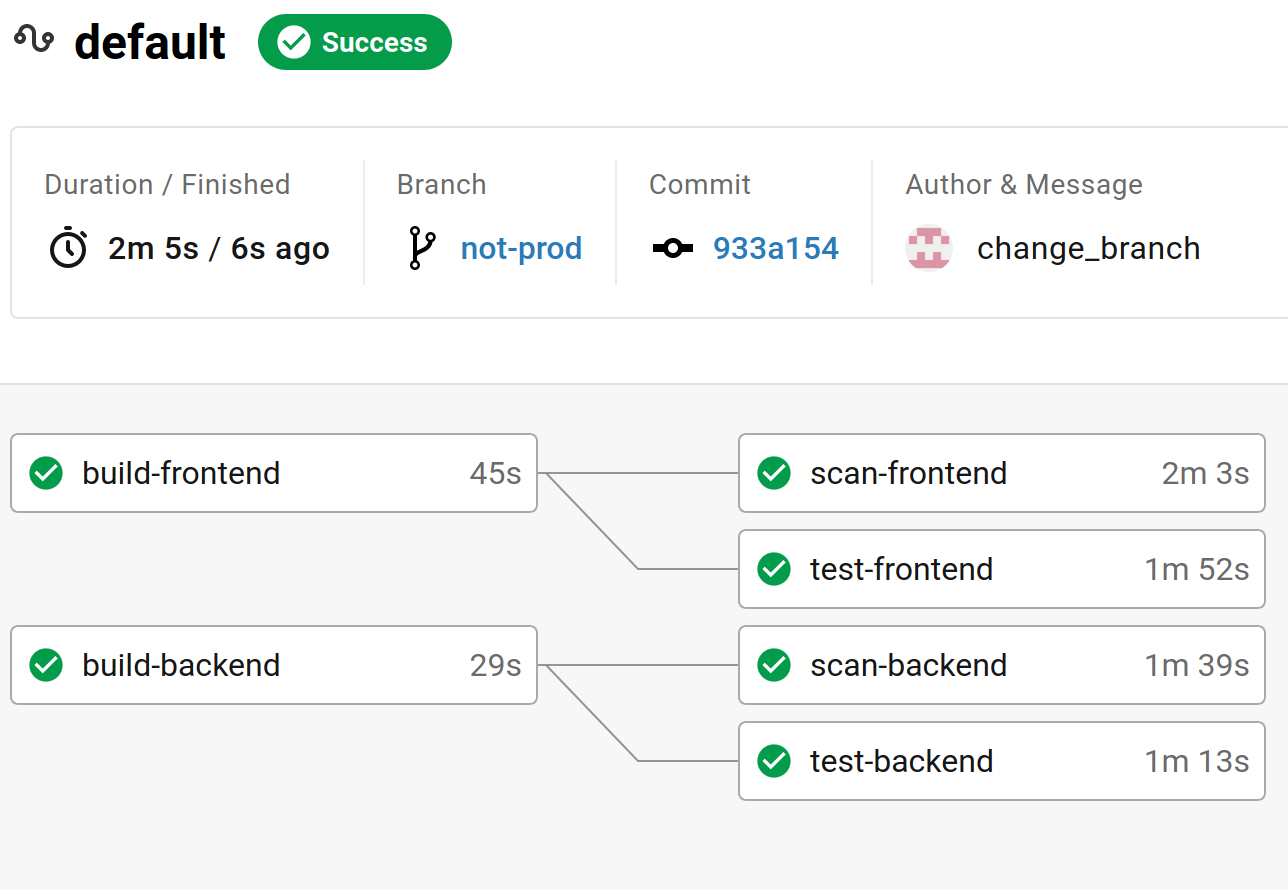 default Success
Duration / Finished Branch Commit Author & Message
2m 5s / 6s ago not-prod 933a154 change_branch
build-frontend 45s scan-frontend 2m 3s
test-frontend 1m 52s
build-backend 29s scan-backend 1m 39s
test-backend 1m 13s